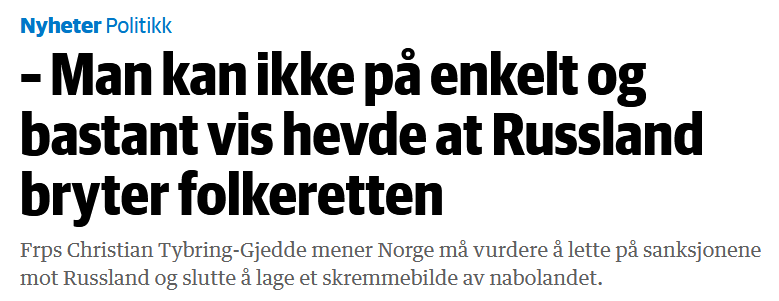 Nyheter Politikk
– Man kan ikke på enkelt og
bastant vis hevde at Russland
bryter folkeretten
Frps Christian Tybring-Gjedde mener Norge må vurdere å lette på sanksjonene
mot Russland og slutte å lage et skremmebilde av nabolandet.